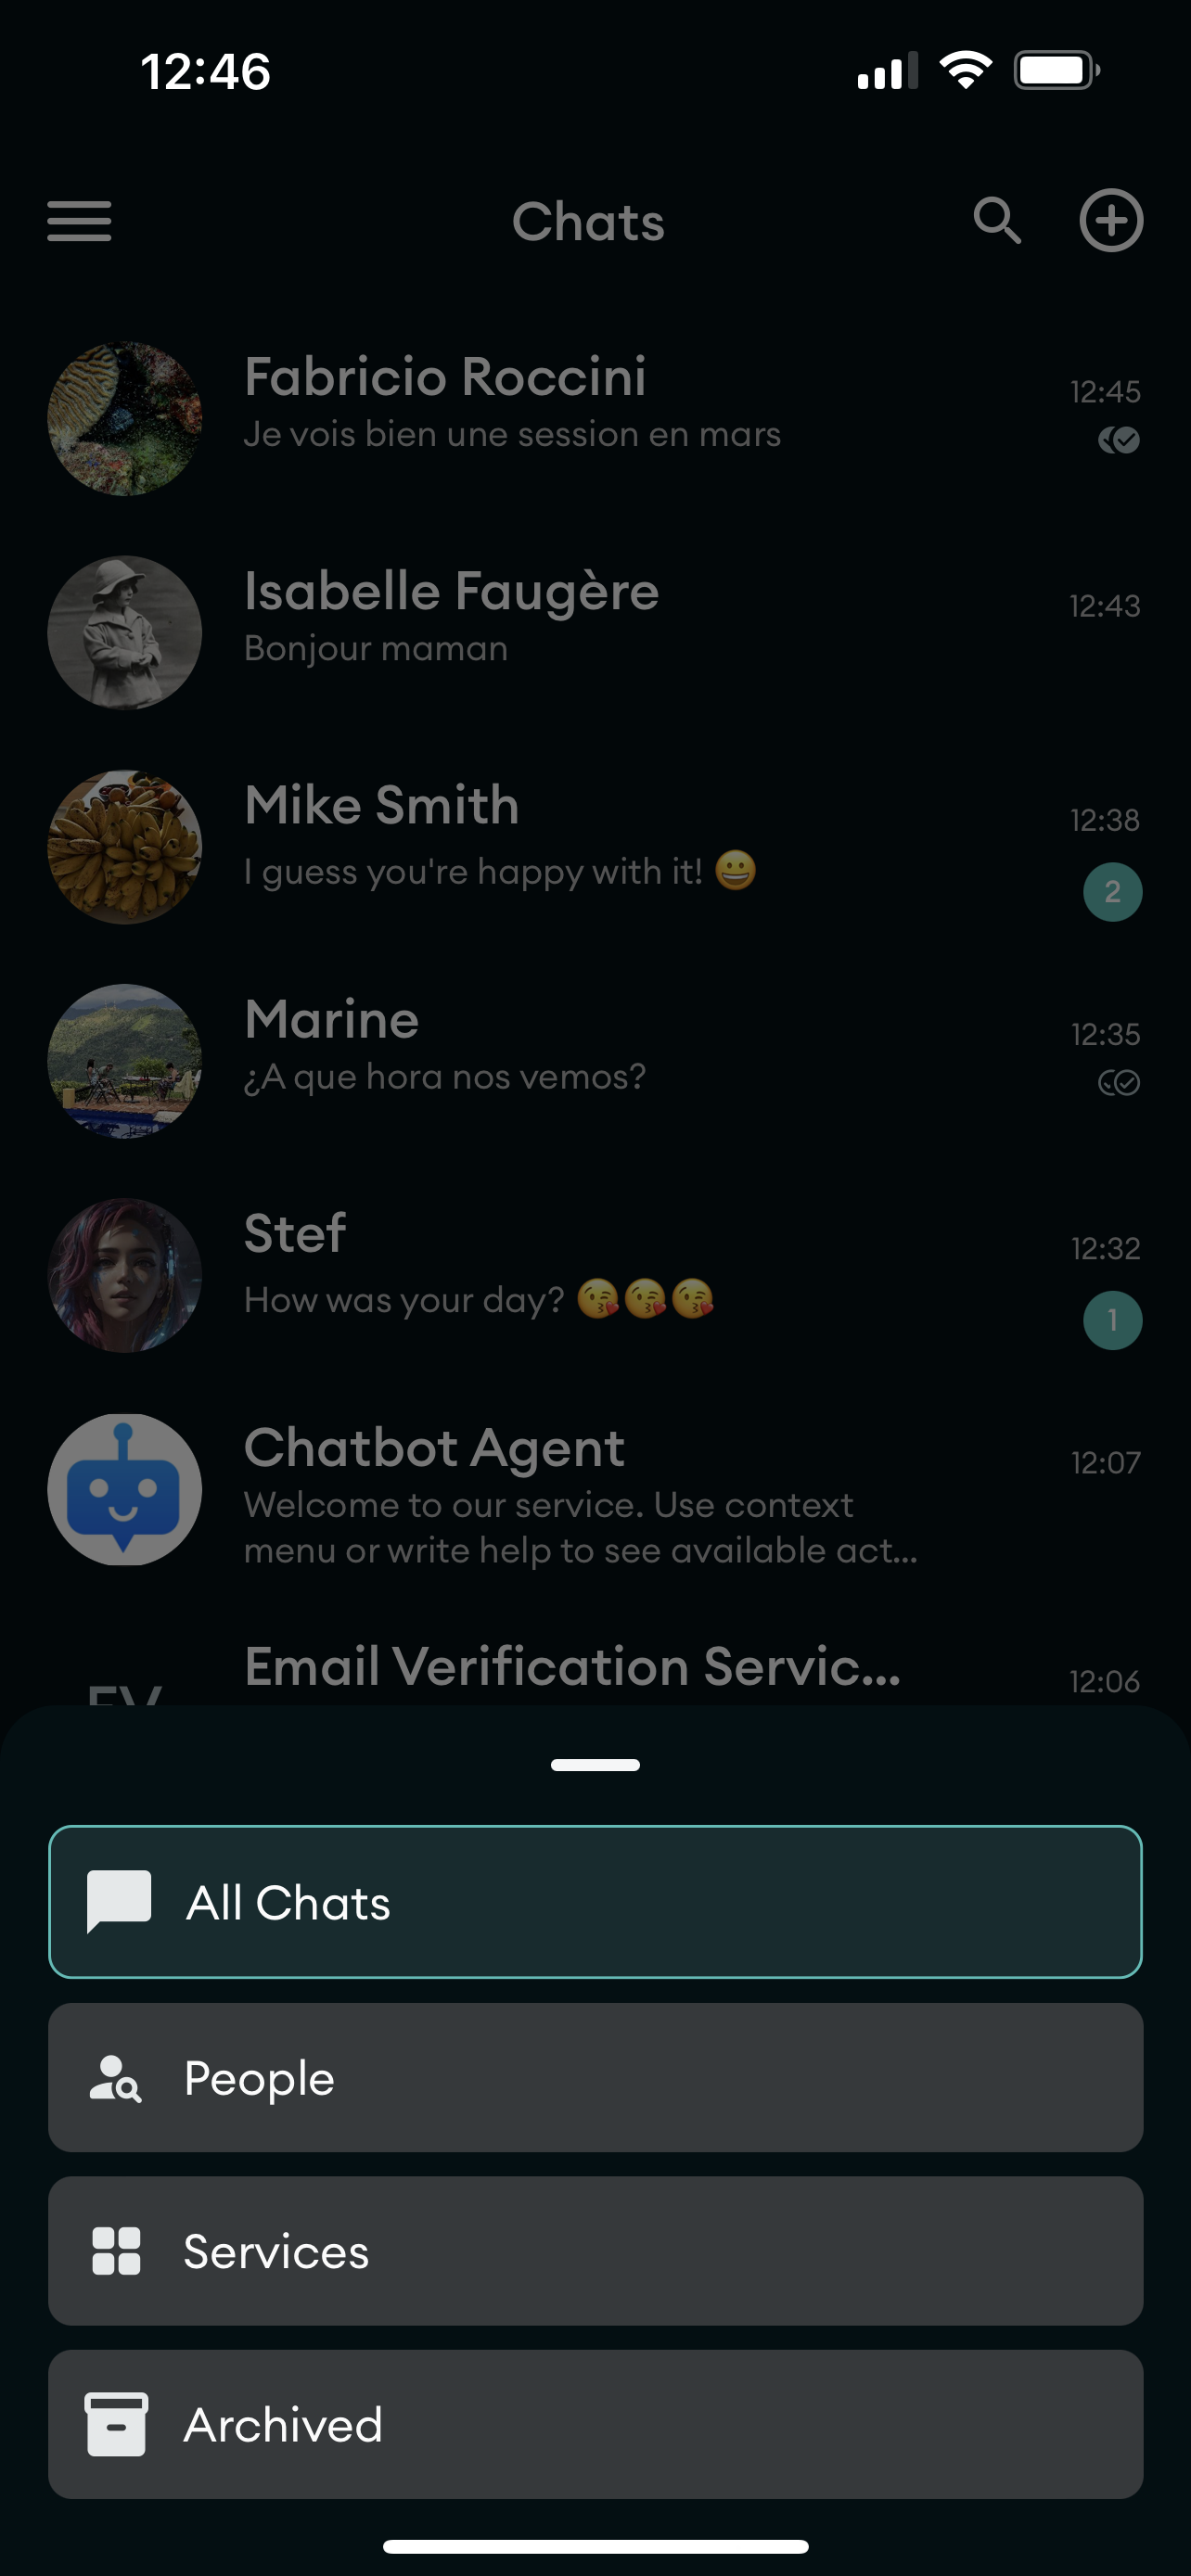 12:46
Chats
Fabricio Roccini
12:45
Je vois bien une session en mars
Isabelle Faugère
12:43
Bonjour maman
Mike Smith
12:38
I guess you're happy with it! 😀
2
Marine
12:35
¿A que hora nos vemos?
Stef
12:32
How was your day? 😘😘😘
1
Chatbot Agent
12:07
Welcome to our service. Use context
menu or write help to see available act...
Email Verification Servic...
12:06
EV
All Chats
People
Services
Archived